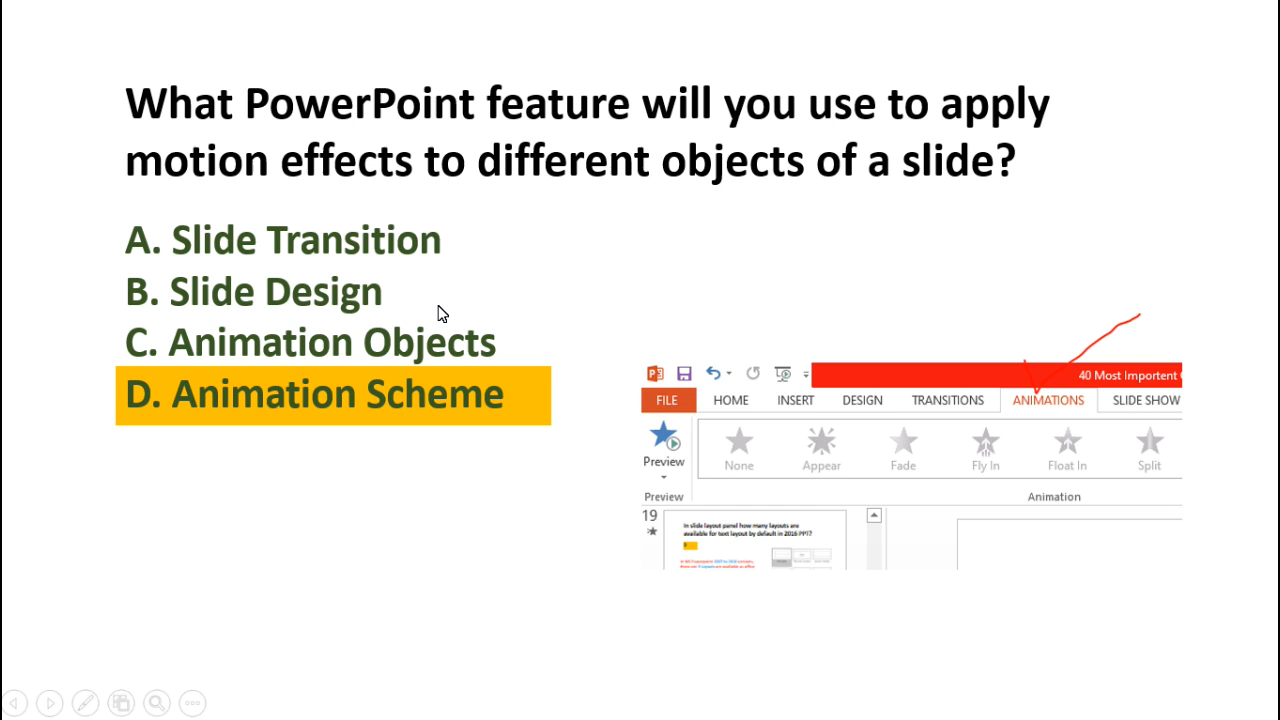 What PowerPoint feature will you use to apply
motion effects to different objects of a slide?
A. Slide Transition
B. Slide Design
C. Animation Objects
D. Animation Scheme
40 Most Importent
FILE HOME INSERT DESIGN TRANSITIONS ANIMATIONS SLIDE SHOW
Preview None Appear Fade Fly In Float In Split
Preview Animation
19
In slide layout panel how many layouts are
available for text layout by default in 2016 PPT?